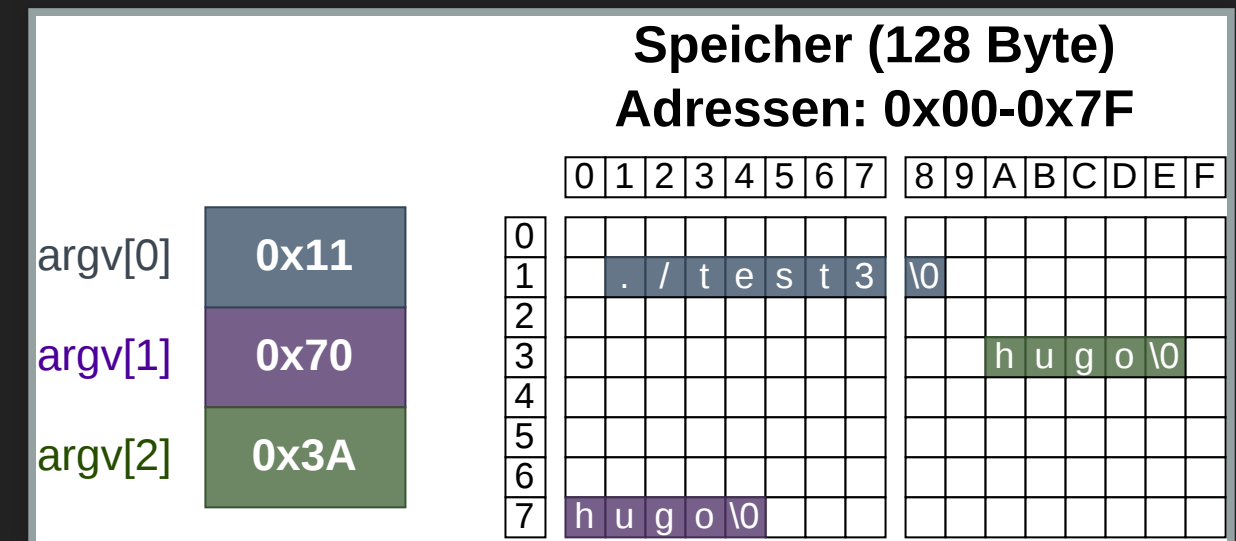 Speicher (128 Byte)
Adressen: 0x00-0x7F
0 1 2 3 4 5 6 7 8 9 A B C D E F
argv[0] 0x11
argv[1] 0x70
argv[2] 0x3A
0
1 . / t e s t 3 \0
2
3 h u g o \0
4
5
6
7 h u g o \0